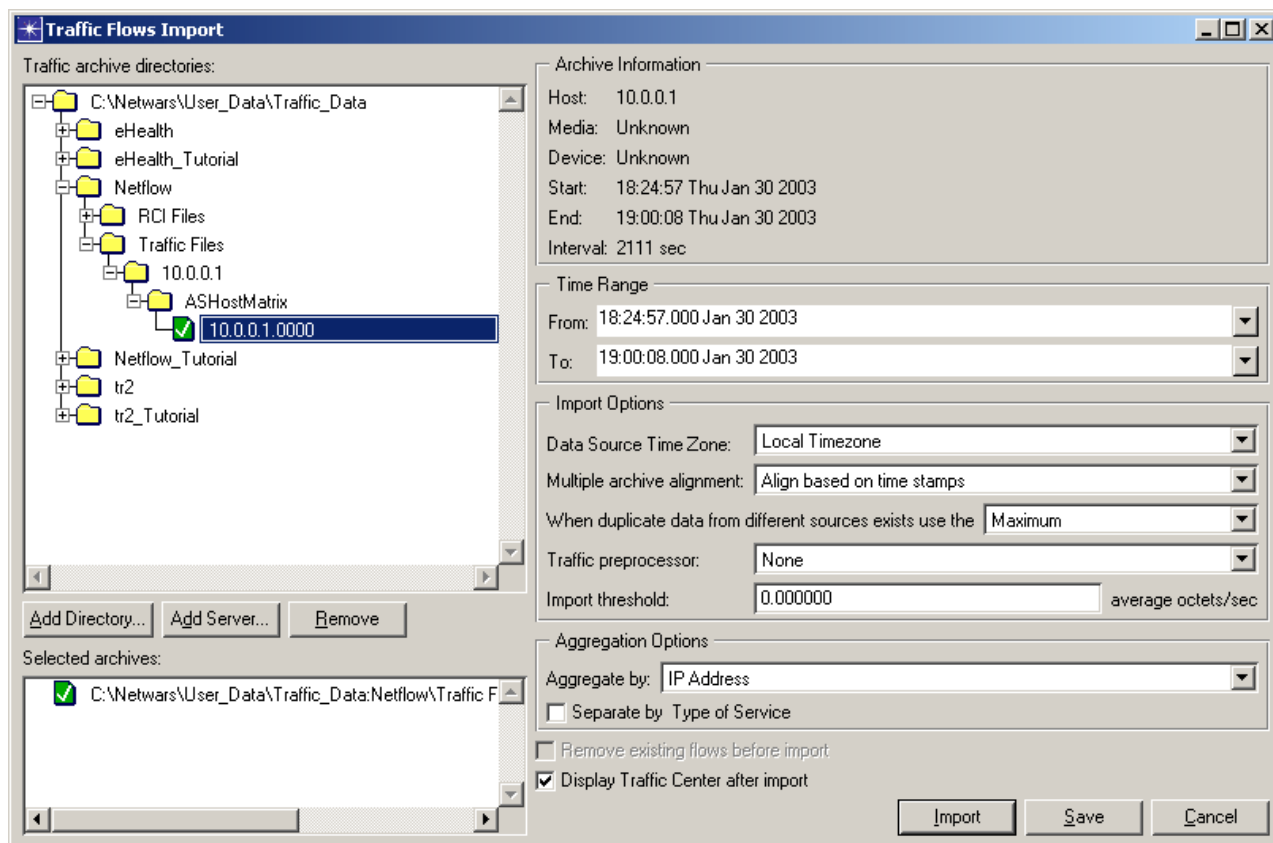 Traffic Flows Import
Traffic archive directories:
C:\Netwars\User_Data\Traffic_Data
eHealth
eHealth_Tutorial
Netflow
RCI Files
Traffic Files
10.0.0.1
ASHostMatrix
10.0.0.1.0000
Netflow_Tutorial
tr2
tr2_Tutorial
Add Directory...
Add Server...
Remove
Selected archives:
C:\Netwars\User_Data\Traffic_Data:Netflow\Traffic F
Archive Information
Host: 10.0.0.1
Media: Unknown
Device: Unknown
Start: 18:24:57 Thu Jan 30 2003
End: 19:00:08 Thu Jan 30 2003
Interval: 2111 sec
Time Range
From: 18:24:57.000 Jan 30 2003
To: 19:00:08.000 Jan 30 2003
Import Options
Data Source Time Zone: Local Timezone
Multiple archive alignment: Align based on time stamps
When duplicate data from different sources exists use the Maximum
Traffic preprocessor: None
Import threshold: 0.000000 average octets/sec
Aggregation Options
Aggregate by: IP Address
Separate by Type of Service
Remove existing flows before import
Display Traffic Center after import
Import
Save
Cancel